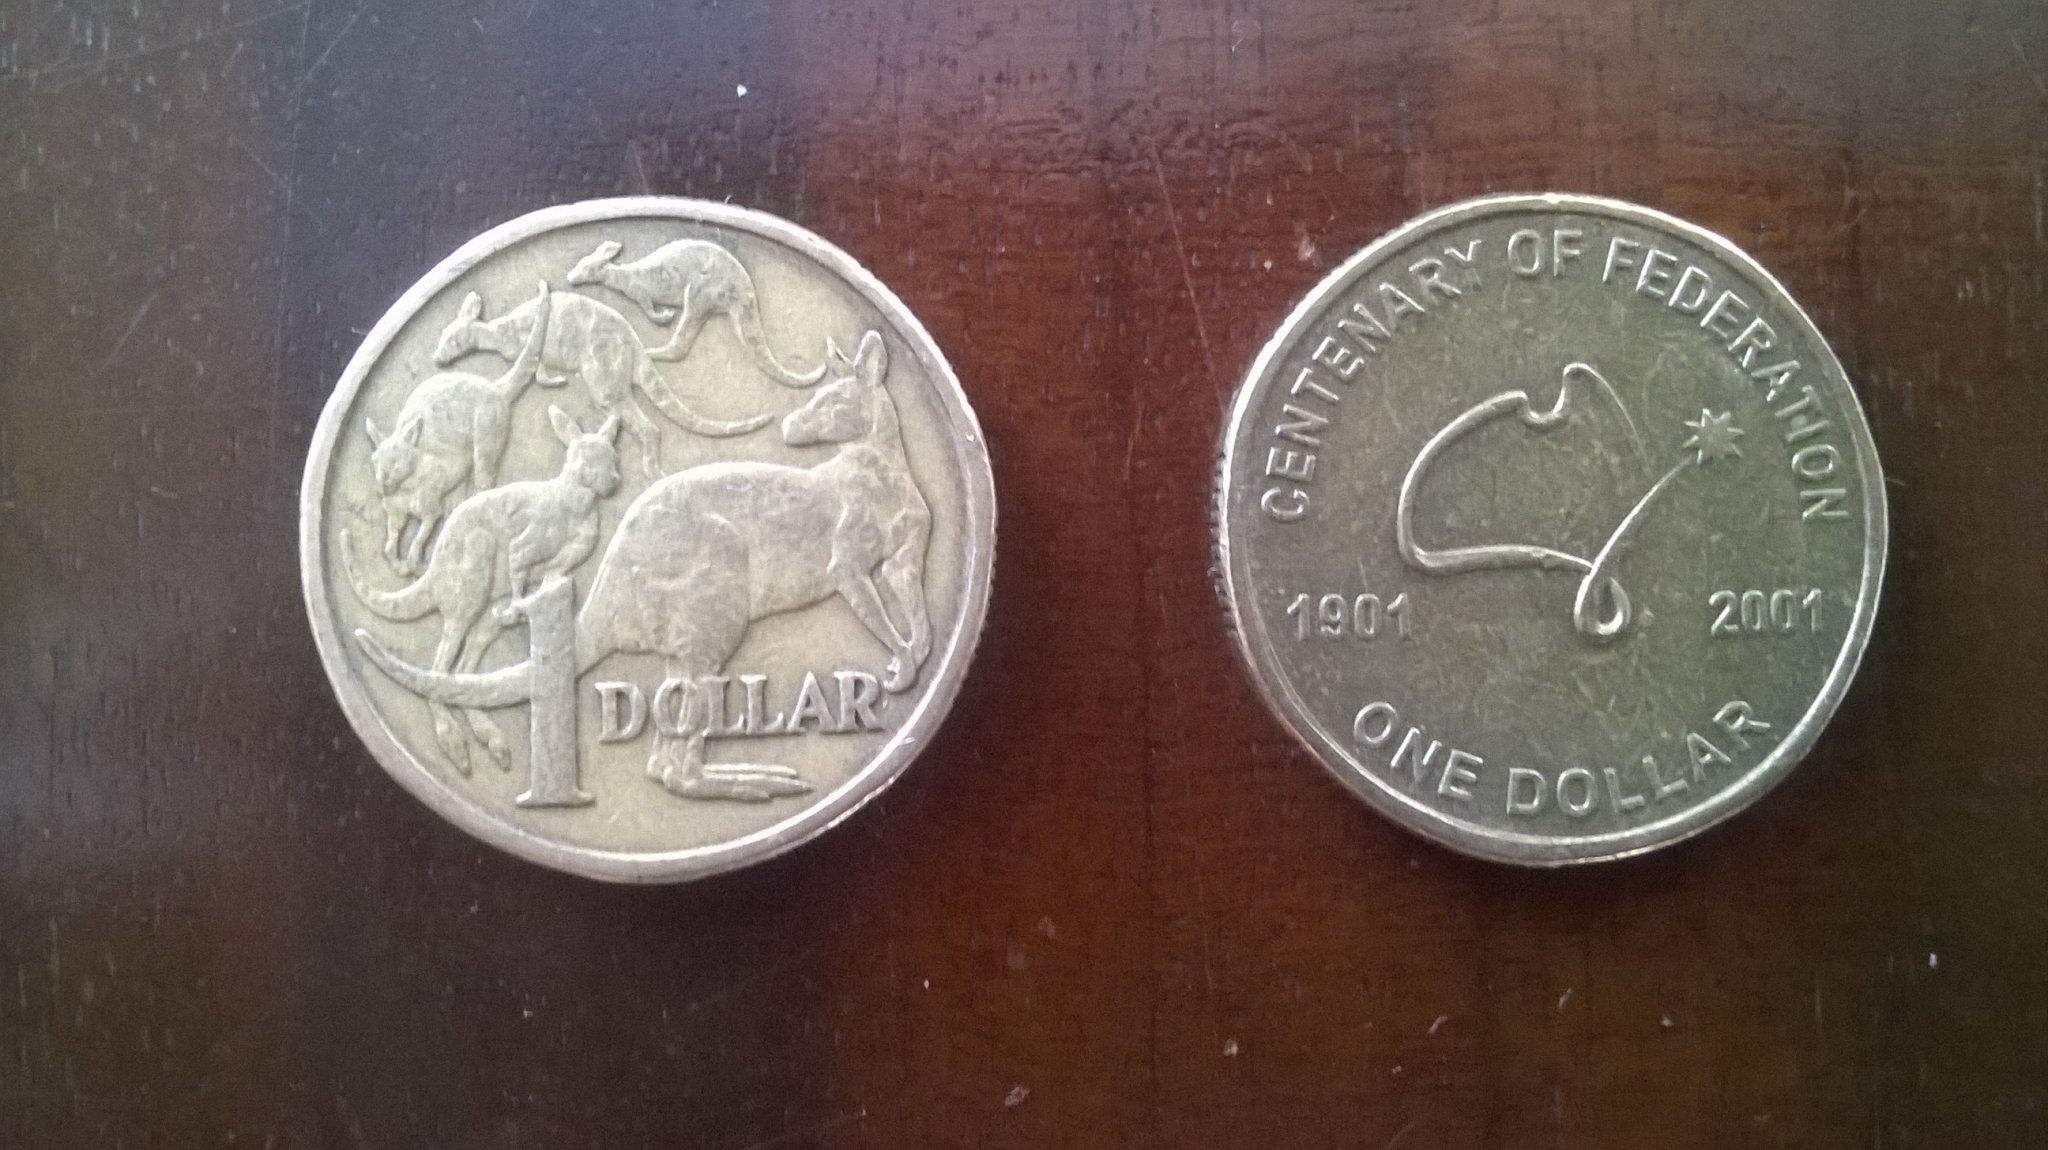 1 DOLLAR
CENTENARY OF FEDERATION
1901 2001
ONE DOLLAR